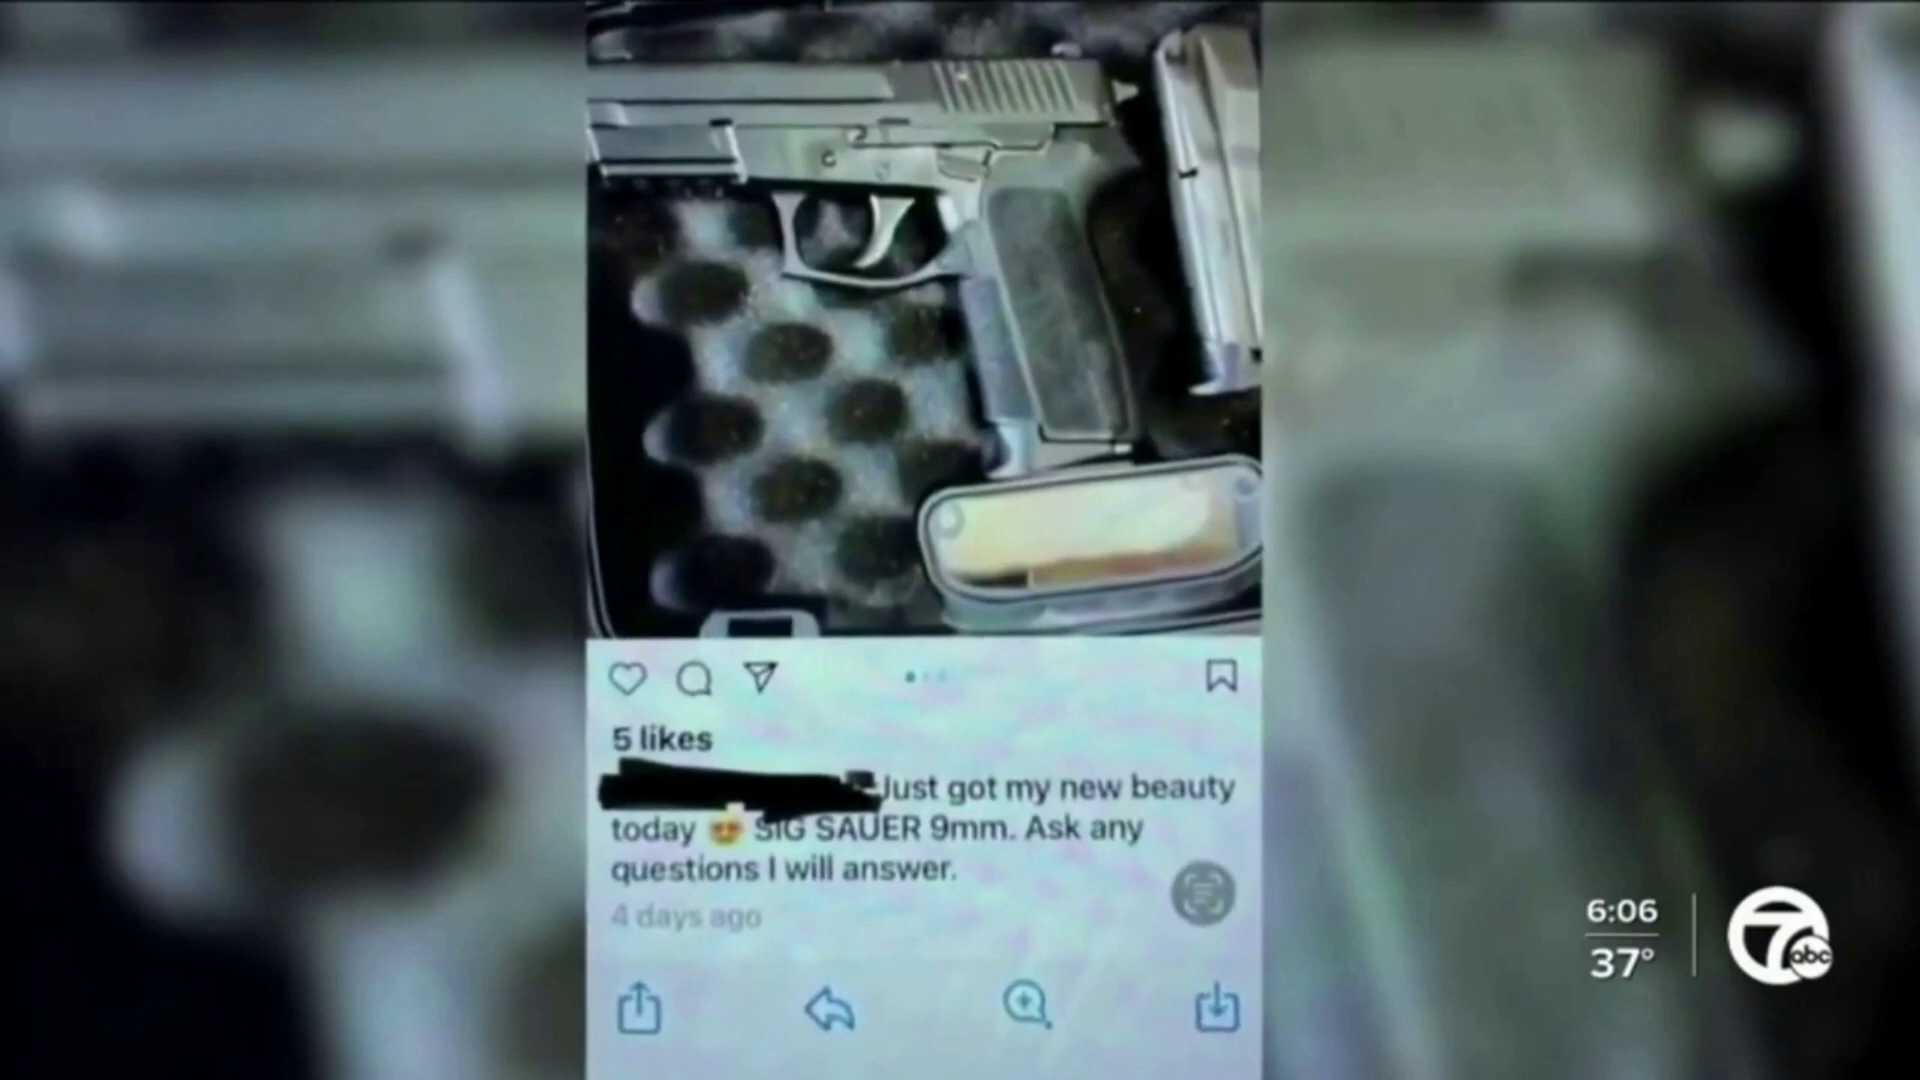 5 likes
Just got my new beauty
today 😍 SIG SAUER 9mm. Ask any
questions I will answer.
4 days ago
6:06
37°
7
abc